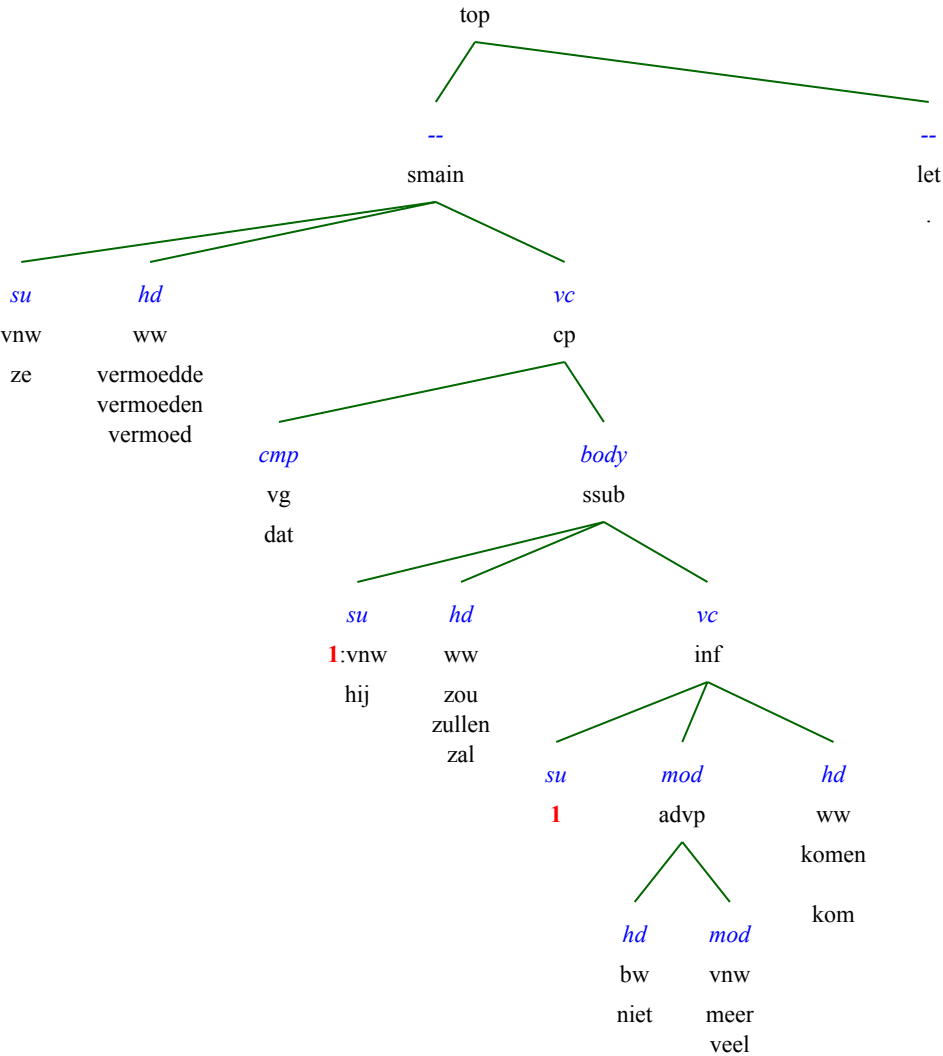 top
-- --
smain let
.
su hd vc
vnw ww cp
ze vermoedde
vermoeden
vermoed
cmp body
vg ssub
dat
su hd vc
1:vnw ww inf
hij zou
zullen
zal
su mod hd
1 advp ww
komen
kom
hd mod
bw vnw
niet meer
veel